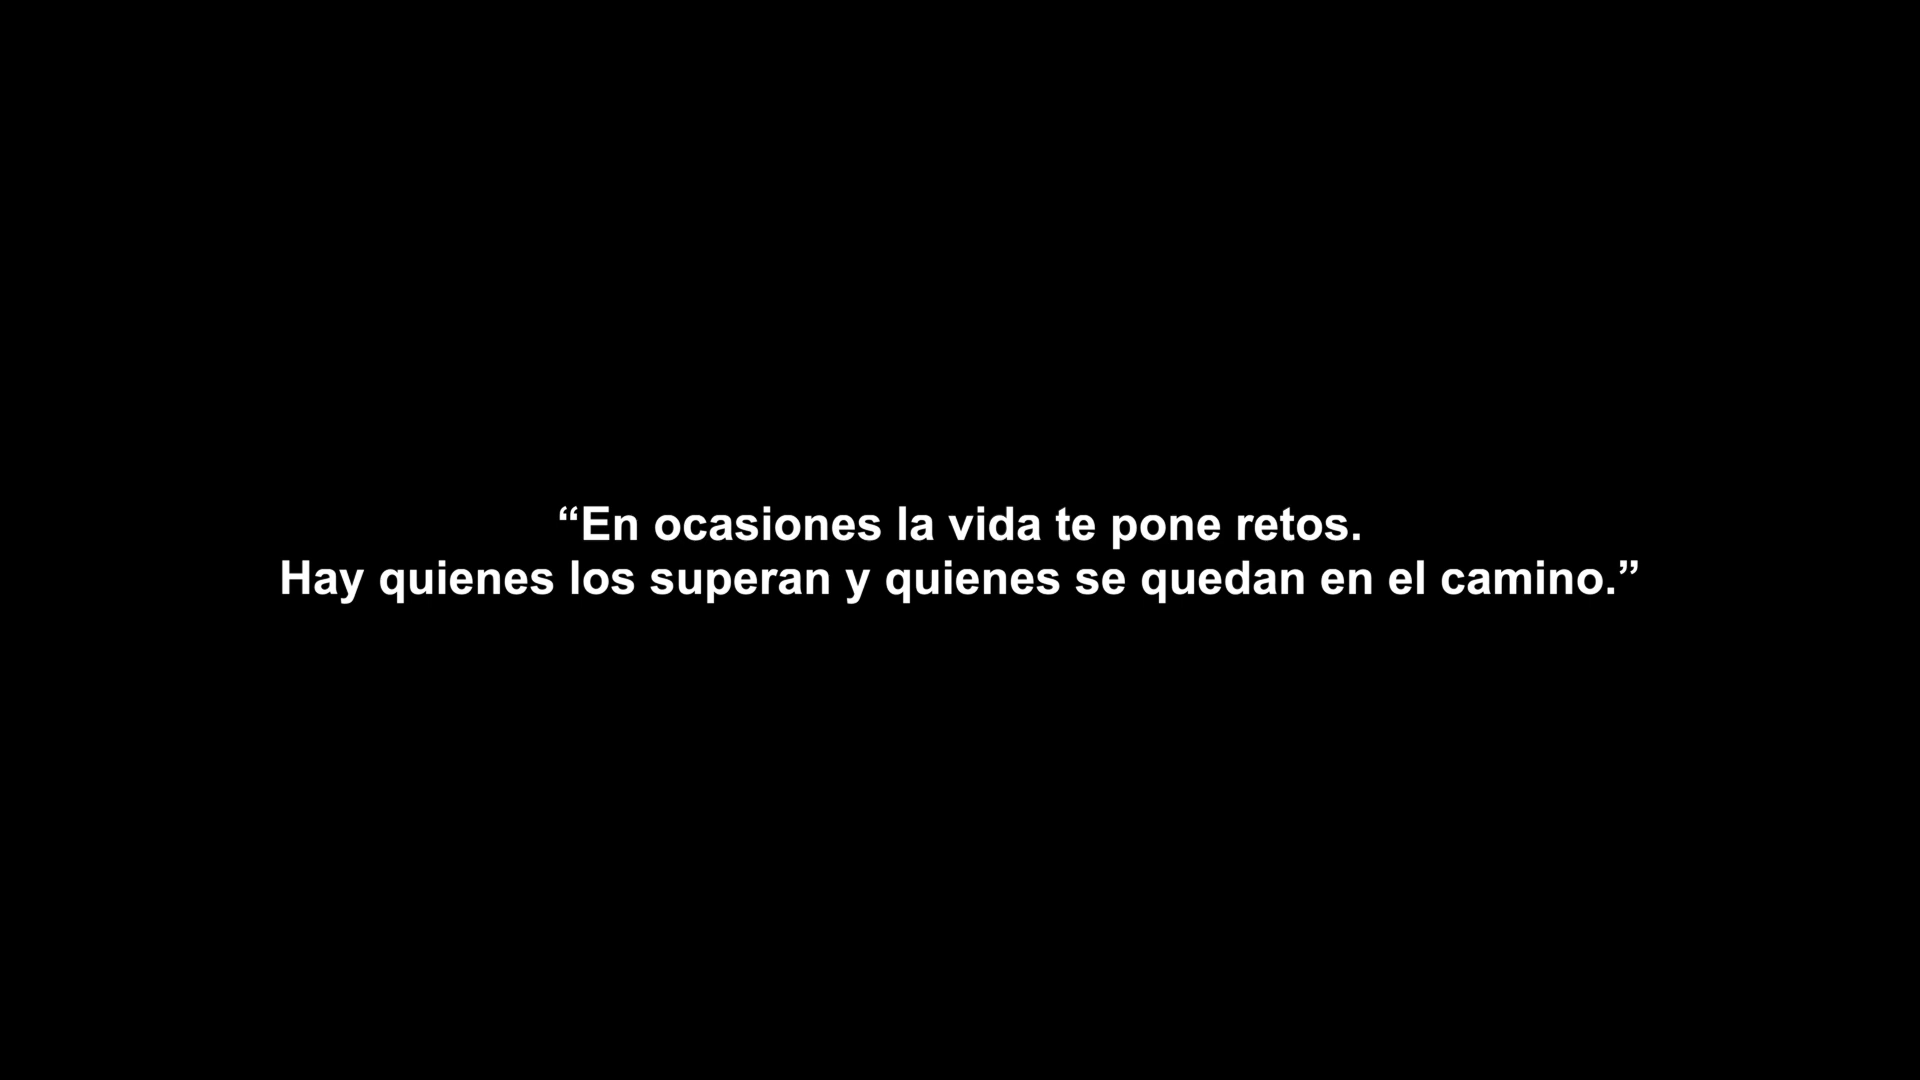 “En ocasiones la vida te pone retos.
Hay quienes los superan y quienes se quedan en el camino.”